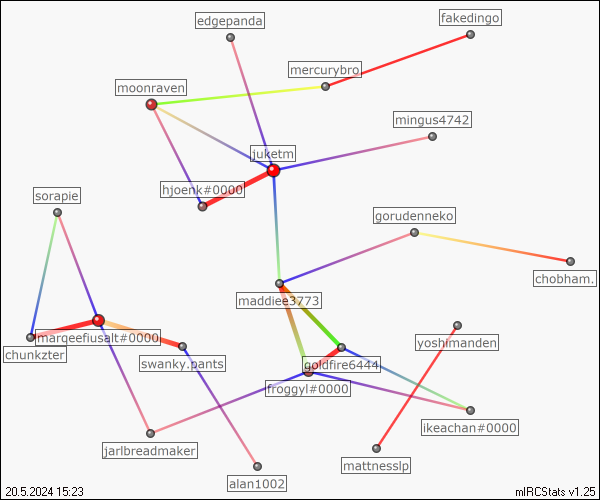 fakedingo
edgepanda
mercurybro
moonraven
mingus4742
juketm
hjoenk#0000
sorapie
gorudenneko
chobham.
maddiee3773
marqeefiusalt#0000
yoshimanden
chunkzter
swanky.pants
goldfire6444
froggyl#0000
ikeachan#0000
jarlbreadmaker
mattnesslp
alan1002
20.5.2024 15:23
mIRCStats v1.25